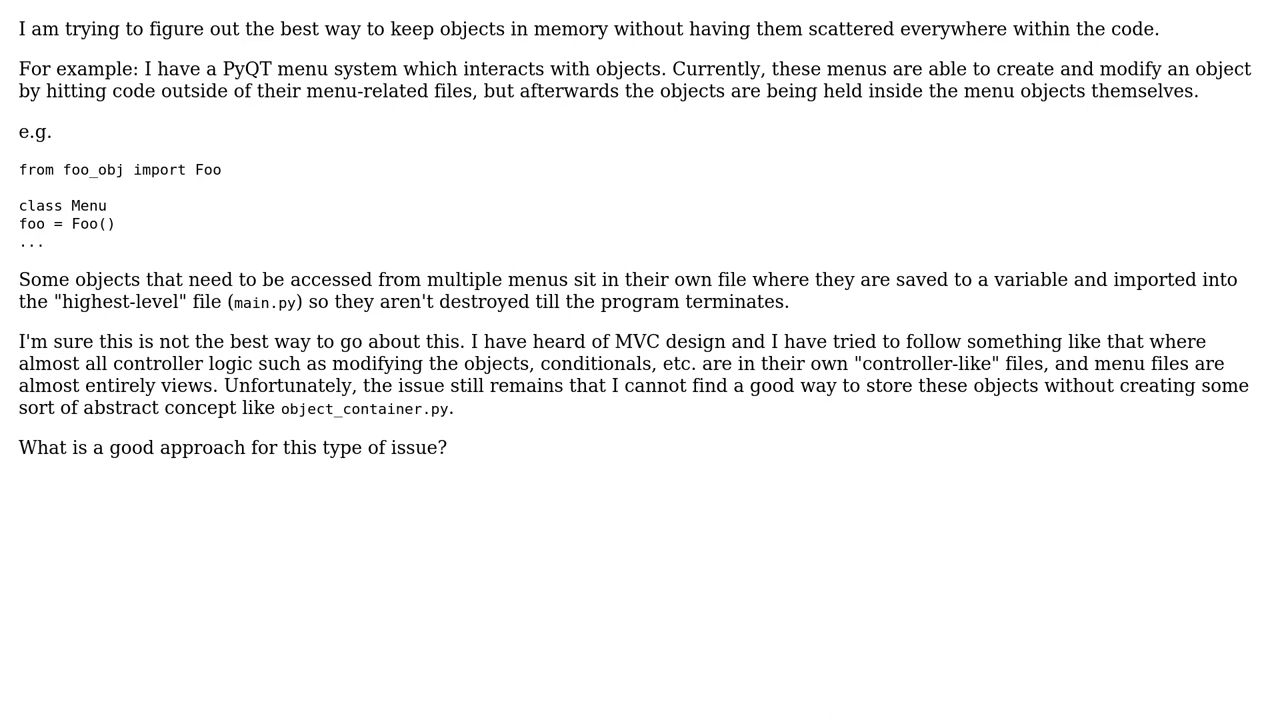 I am trying to figure out the best way to keep objects in memory without having them scattered everywhere within the code.
For example: I have a PyQT menu system which interacts with objects. Currently, these menus are able to create and modify an object
by hitting code outside of their menu-related files, but afterwards the objects are being held inside the menu objects themselves.
e.g.
from foo_obj import Foo
class Menu
foo = Foo()
...
Some objects that need to be accessed from multiple menus sit in their own file where they are saved to a variable and imported into
the "highest-level" file (main.py) so they aren't destroyed till the program terminates.
I'm sure this is not the best way to go about this. I have heard of MVC design and I have tried to follow something like that where
almost all controller logic such as modifying the objects, conditionals, etc. are in their own "controller-like" files, and menu files are
almost entirely views. Unfortunately, the issue still remains that I cannot find a good way to store these objects without creating some
sort of abstract concept like object_container.py.
What is a good approach for this type of issue?